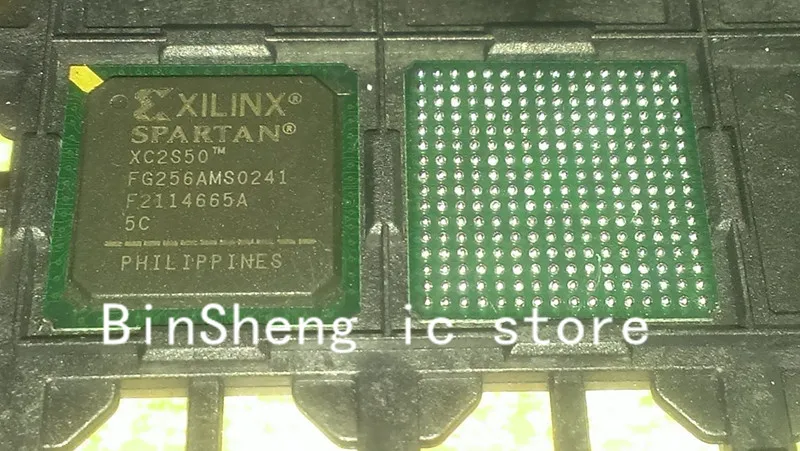 XILINX®
SPARTAN®
XC2S50™
FG256AMS0241
F2114665A
5C
PHILIPPINES
BinSheng ic store